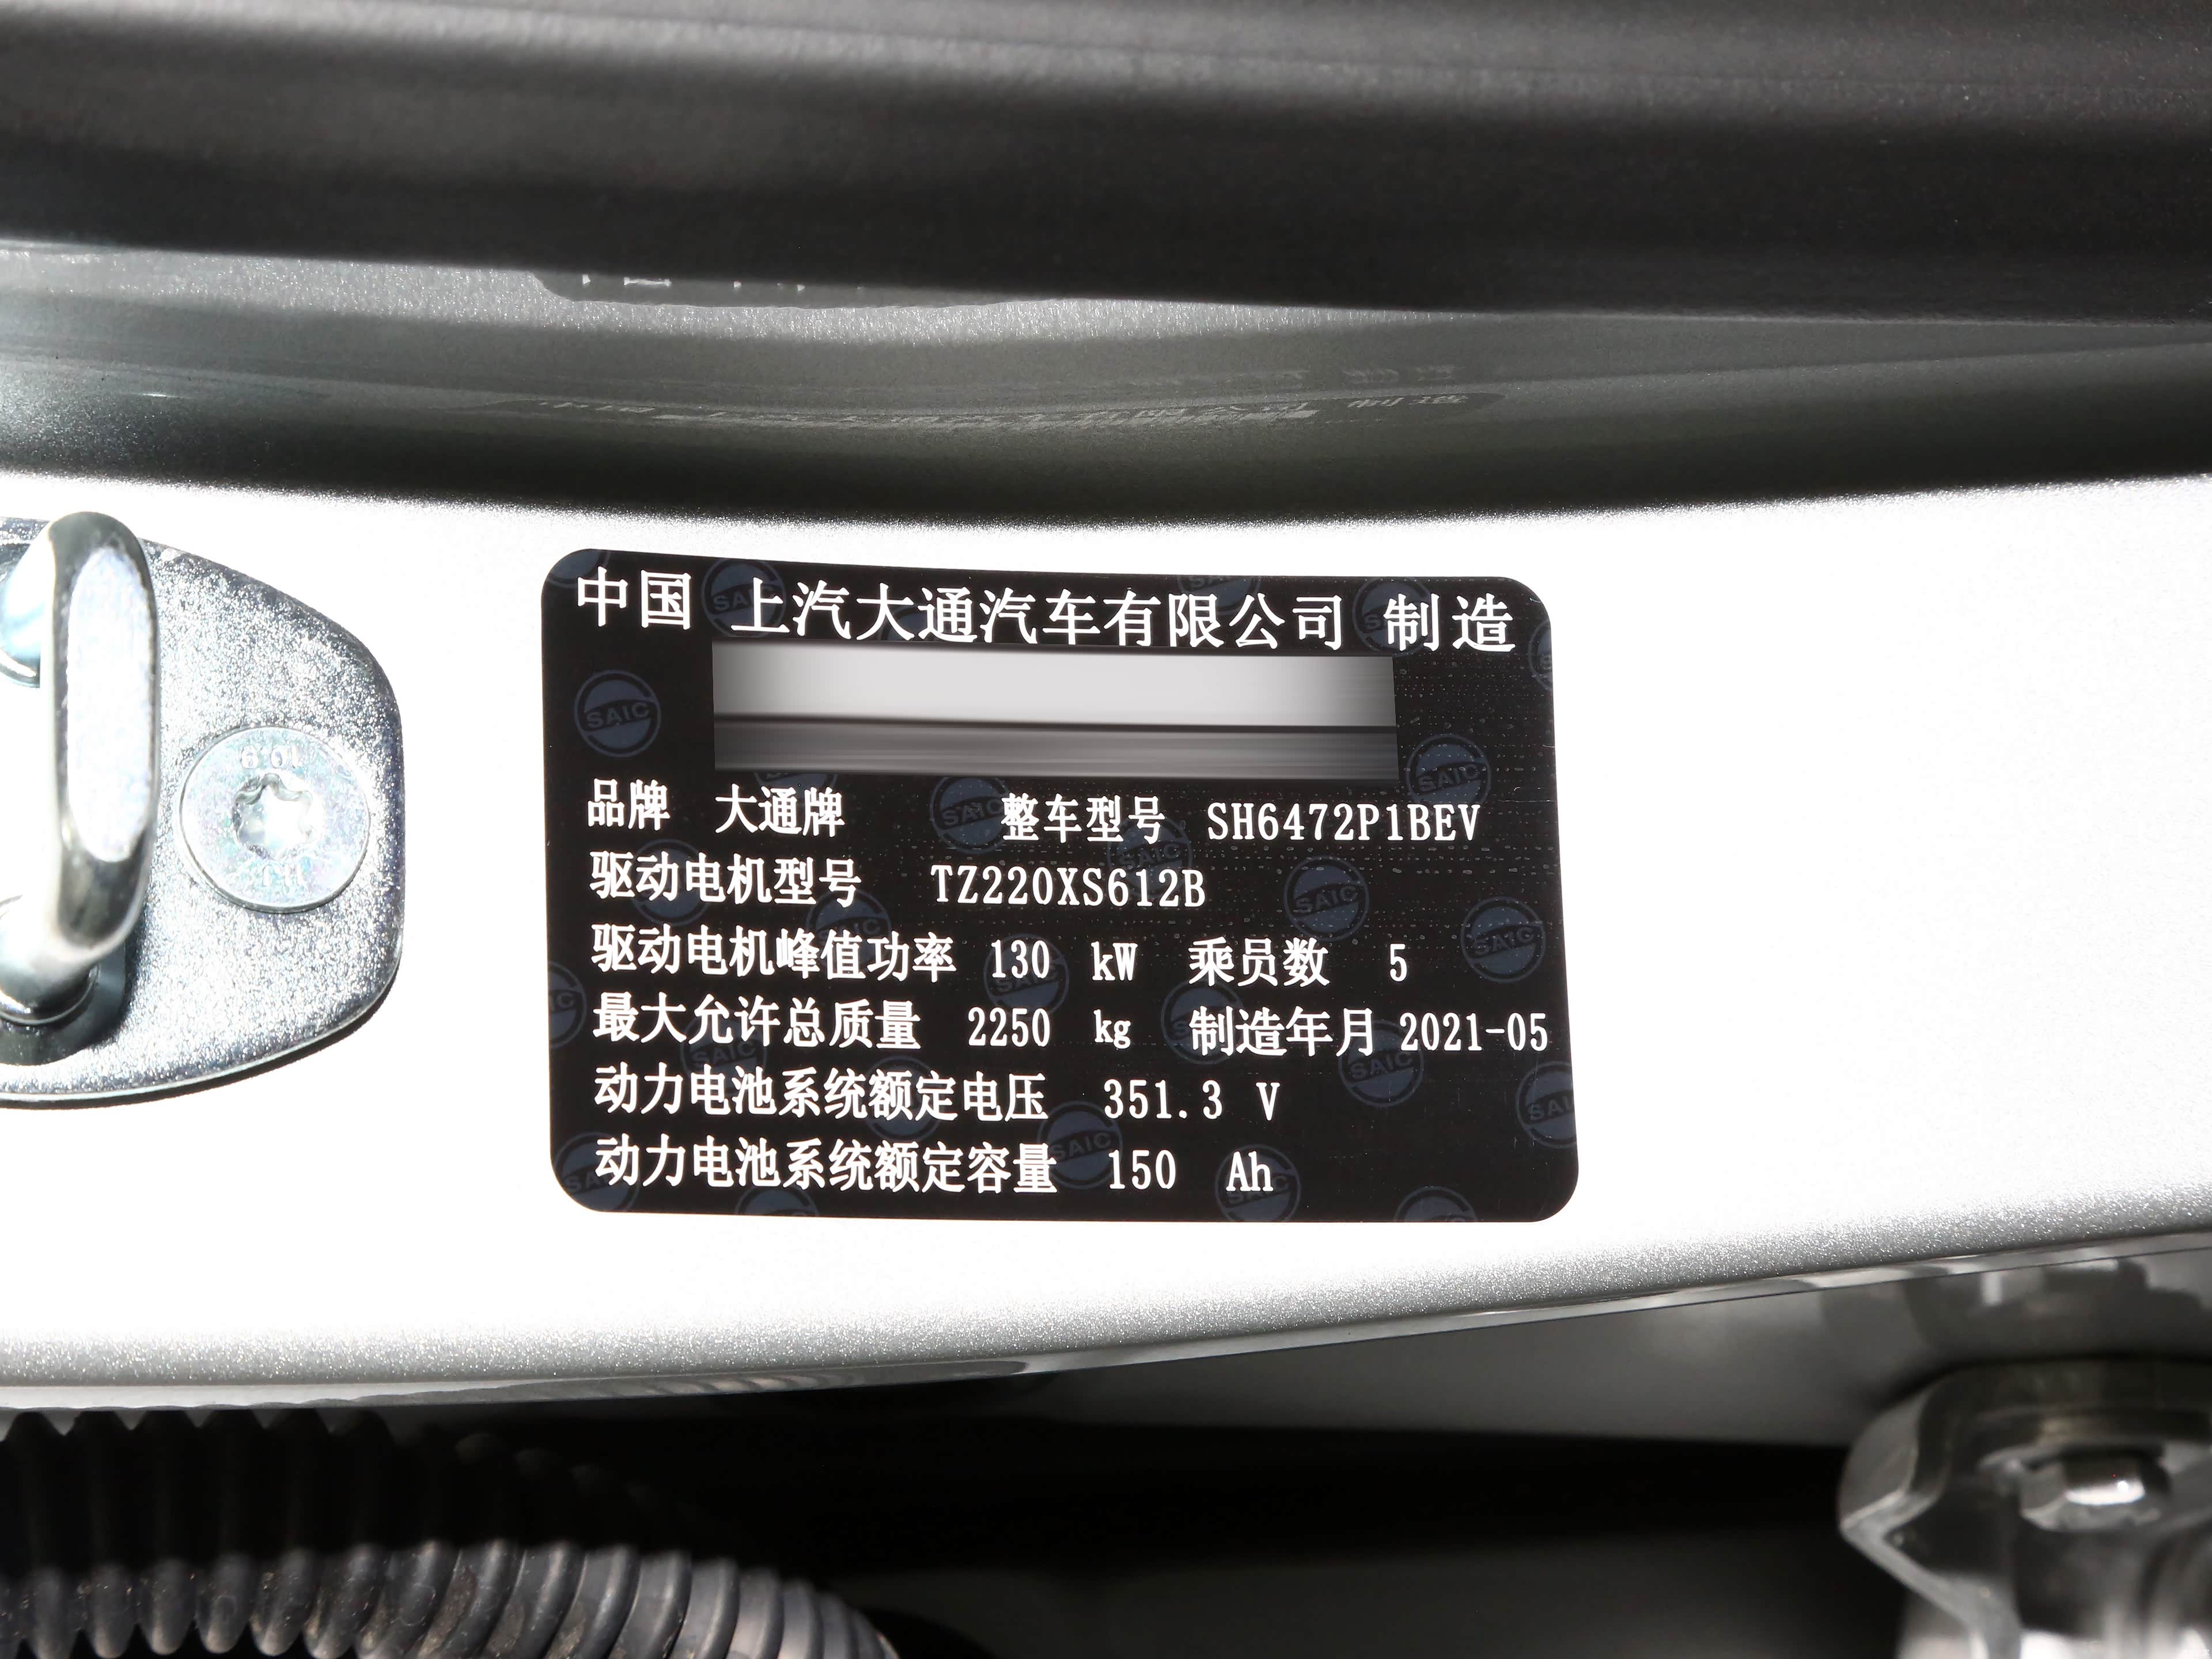 中国 上汽大通汽车有限公司 制造
品牌 大通牌 整车型号 SH6472P1BEV
驱动电机型号 TZ220XS612B
驱动电机峰值功率 130 kW 乘员数 5
最大允许总质量 2250 kg 制造年月 2021-05
动力电池系统额定电压 351.3 V
动力电池系统额定容量 150 Ah
SAIC
10.9